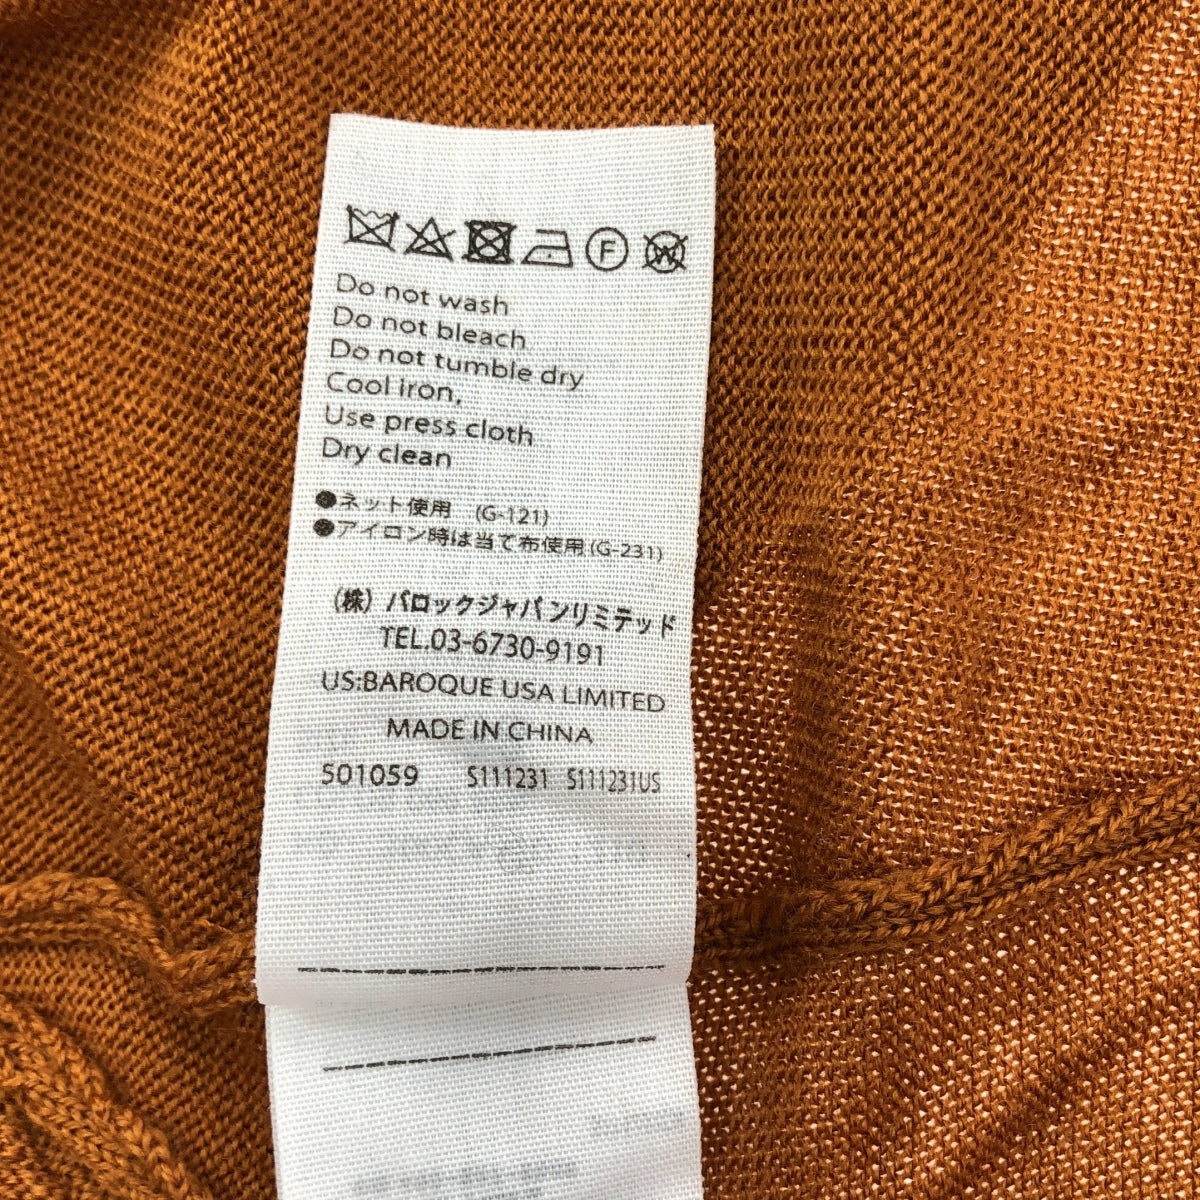 F
W
Do not wash
Do not bleach
Do not tumble dry
Cool iron,
Use press cloth
Dry clean
●ネット使用 (G-121)
●アイロン時は当て布使用(G-231)
(株) バロックジャパンリミテッド
TEL.03-6730-9191
US:BAROQUE USA LIMITED
MADE IN CHINA
501059 S111231 S111231US